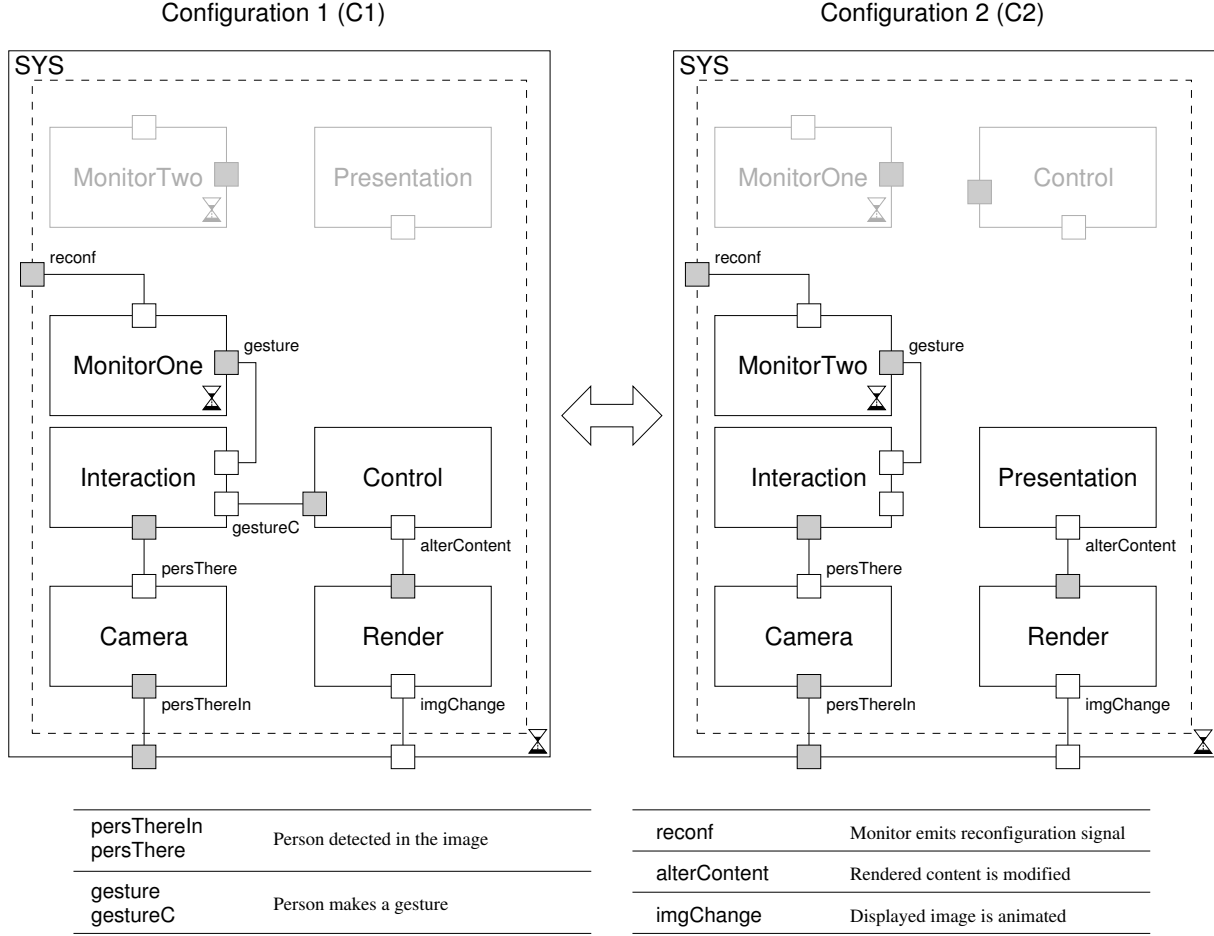 Configuration 1 (C1)
SYS
MonitorTwo
Presentation
reconf
MonitorOne
gesture
Interaction
Control
gestureC
alterContent
persThere
Camera
Render
persThereIn
imgChange
Configuration 2 (C2)
SYS
MonitorOne
Control
reconf
MonitorTwo
gesture
Interaction
Presentation
alterContent
persThere
Camera
Render
persThereIn
imgChange
persThereIn
persThere
Person detected in the image
gesture
gestureC
Person makes a gesture
reconf Monitor emits reconfiguration signal
alterContent Rendered content is modified
imgChange Displayed image is animated